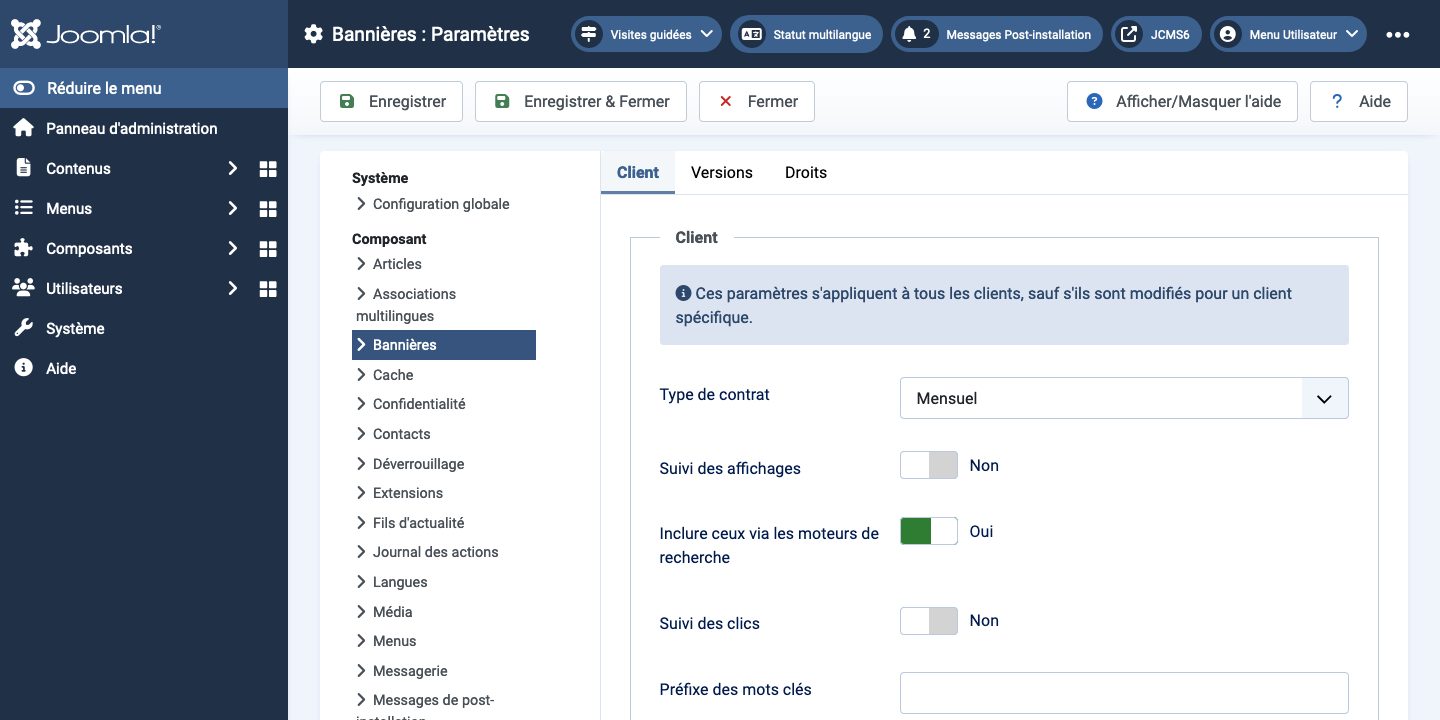 Joomla!®
Bannières : Paramètres
Visites guidées
Statut multilangue
2 Messages Post-installation
JCMS6
Menu Utilisateur
Réduire le menu
Panneau d'administration
Contenus
Menus
Composants
Utilisateurs
Système
Aide
Enregistrer
Enregistrer & Fermer
Fermer
Afficher/Masquer l'aide
Aide
Système
Configuration globale
Composant
Articles
Associations
multilingues
Bannières
Cache
Confidentialité
Contacts
Déverrouillage
Extensions
Fils d'actualité
Journal des actions
Langues
Média
Menus
Messagerie
Messages de post-
installation
Client
Versions
Droits
Client
Ces paramètres s'appliquent à tous les clients, sauf s'ils sont modifiés pour un client
spécifique.
Type de contrat
Mensuel
Suivi des affichages
Non
Inclure ceux via les moteurs de
recherche
Oui
Suivi des clics
Non
Préfixe des mots clés